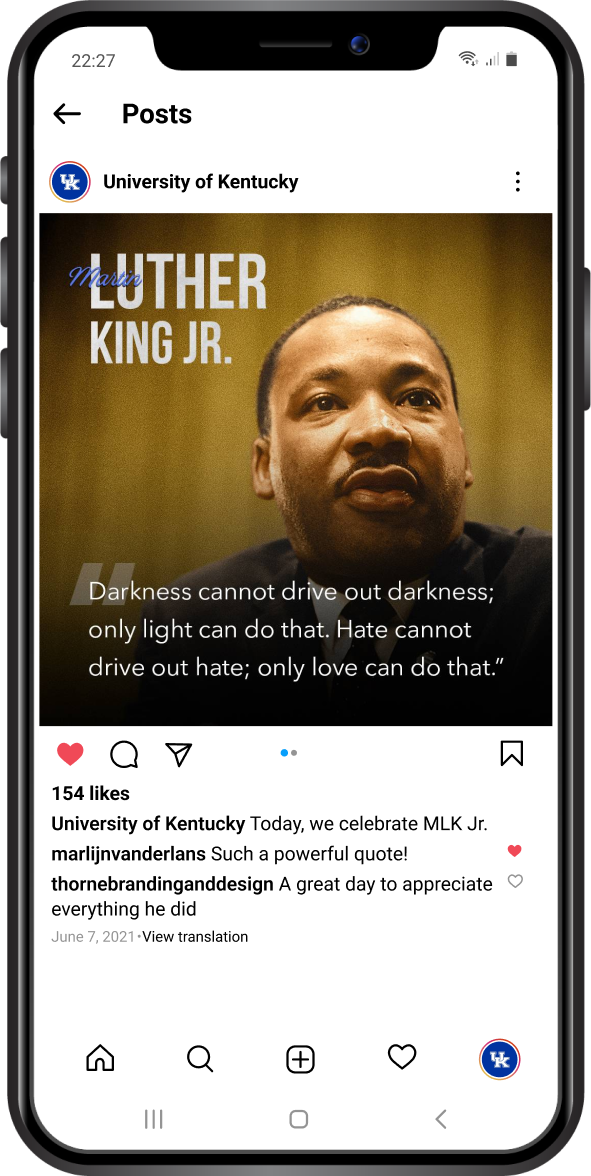 22:27
Posts
UK
University of Kentucky
Martin
LUTHER
KING JR.
"Darkness cannot drive out darkness;
only light can do that. Hate cannot
drive out hate; only love can do that.”
154 likes
University of Kentucky Today, we celebrate MLK Jr.
marlijnvanderlans Such a powerful quote!
thornebrandinganddesign A great day to appreciate
everything he did
June 7, 2021•View translation
UK